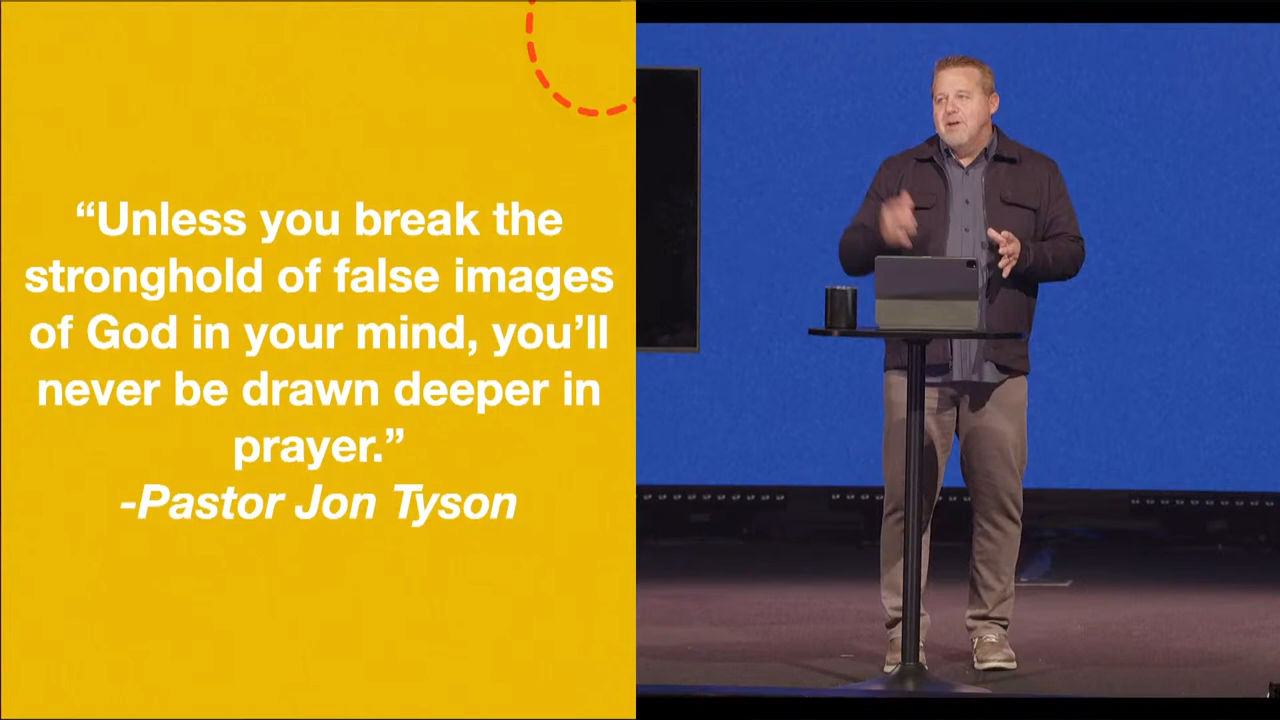 “Unless you break the
stronghold of false images
of God in your mind, you’ll
never be drawn deeper in
prayer.”
-Pastor Jon Tyson